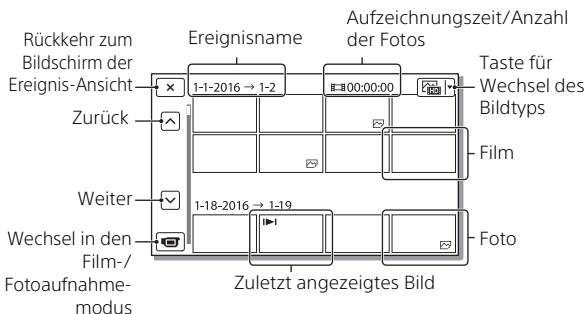 Aufzeichnungszeit/Anzahl
der Fotos
Ereignisname
Rückkehr zum
Bildschirm der
Ereignis-Ansicht
Taste für
Wechsel des
Bildtyps
1-1-2016 → 1-2
00:00:00
Zurück
Film
Weiter
1-18-2016 → 1-19
Wechsel in den
Film-/
Fotoaufnahme-
modus
Foto
Zuletzt angezeigtes Bild